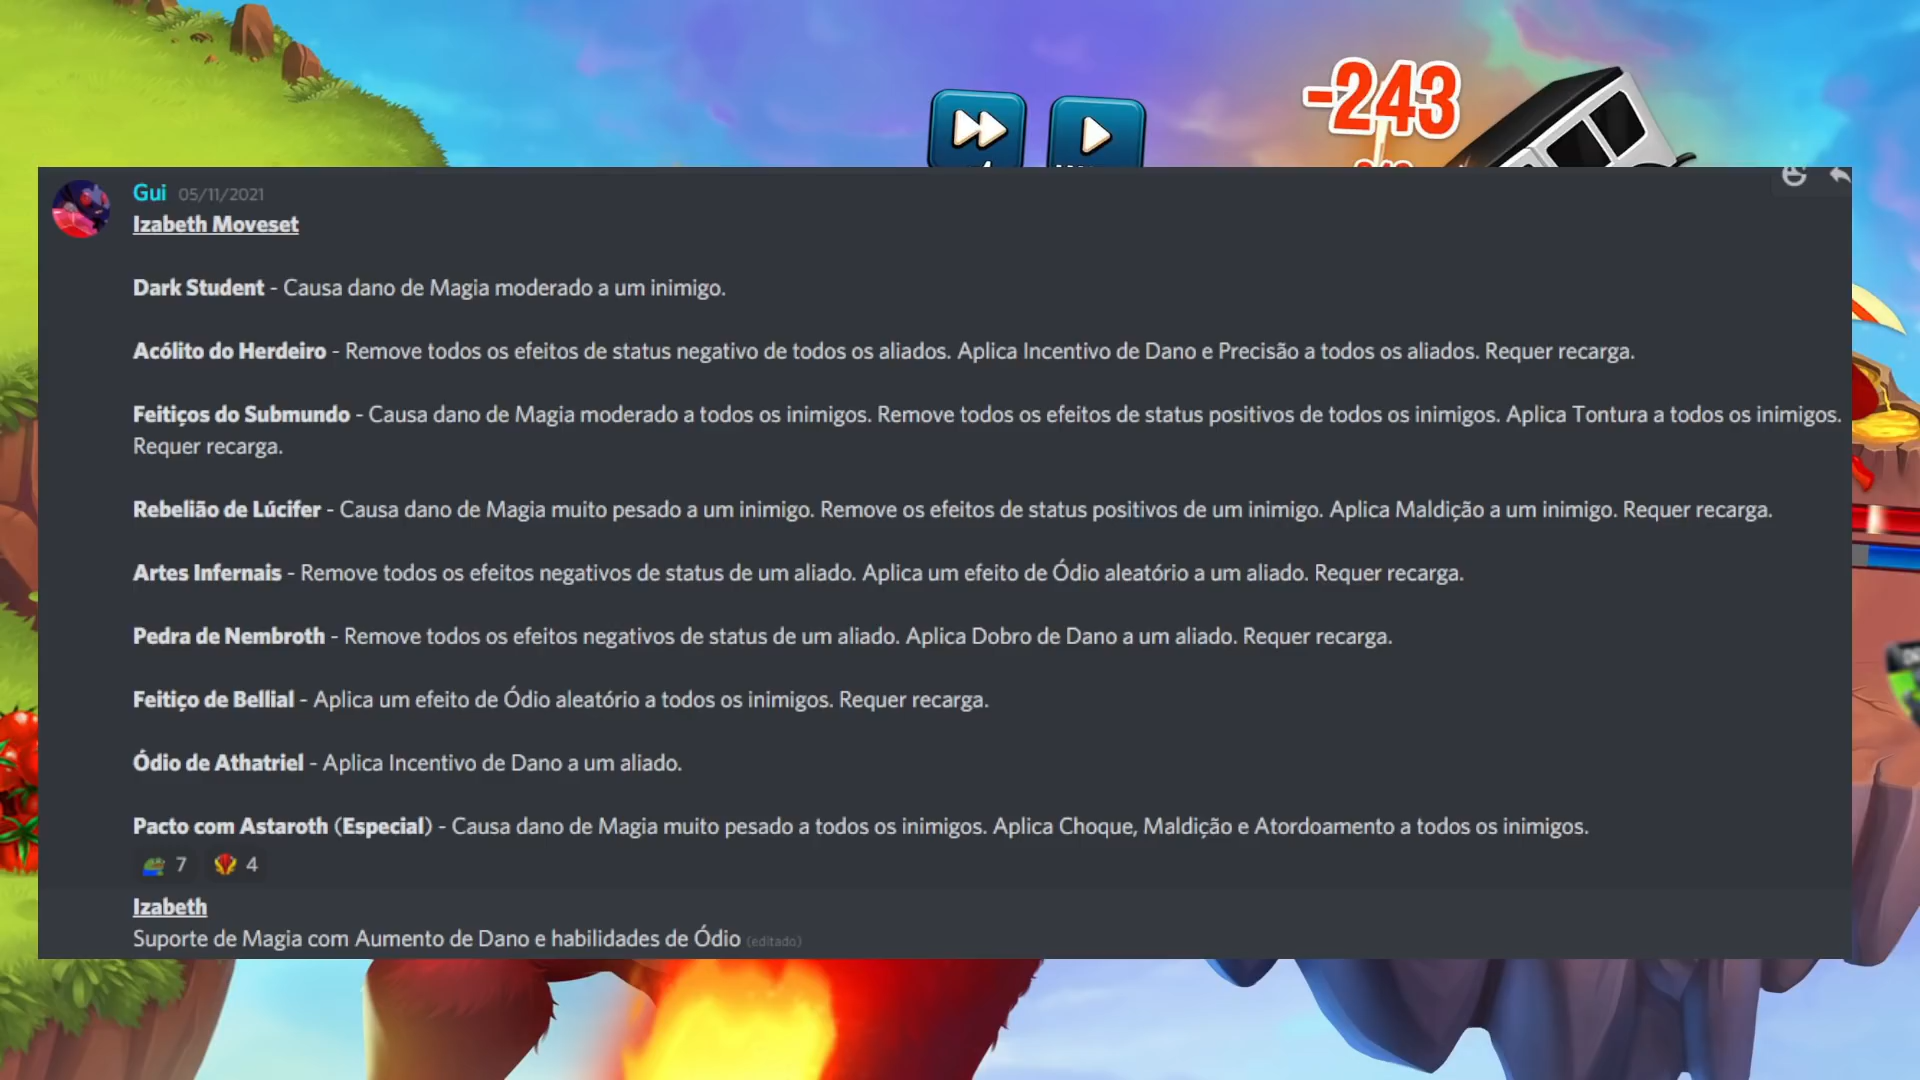 -243
Gui 05/11/2021
Izabeth Moveset
Dark Student - Causa dano de Magia moderado a um inimigo.
Acólito do Herdeiro - Remove todos os efeitos de status negativo de todos os aliados. Aplica Incentivo de Dano e Precisão a todos os aliados. Requer recarga.
Feitiços do Submundo - Causa dano de Magia moderado a todos os inimigos. Remove todos os efeitos de status positivos de todos os inimigos. Aplica Tontura a todos os inimigos.
Requer recarga.
Rebelião de Lúcifer - Causa dano de Magia muito pesado a um inimigo. Remove os efeitos de status positivos de um inimigo. Aplica Maldição a um inimigo. Requer recarga.
Artes Infernais - Remove todos os efeitos negativos de status de um aliado. Aplica um efeito de Ódio aleatório a um aliado. Requer recarga.
Pedra de Nembroth - Remove todos os efeitos negativos de status de um aliado. Aplica Dobro de Dano a um aliado. Requer recarga.
Feitiço de Bellial - Aplica um efeito de Ódio aleatório a todos os inimigos. Requer recarga.
Ódio de Athatriel - Aplica Incentivo de Dano a um aliado.
Pacto com Astaroth (Especial) - Causa dano de Magia muito pesado a todos os inimigos. Aplica Choque, Maldição e Atordoamento a todos os inimigos.
7 4
Izabeth
Suporte de Magia com Aumento de Dano e habilidades de Ódio (editado)